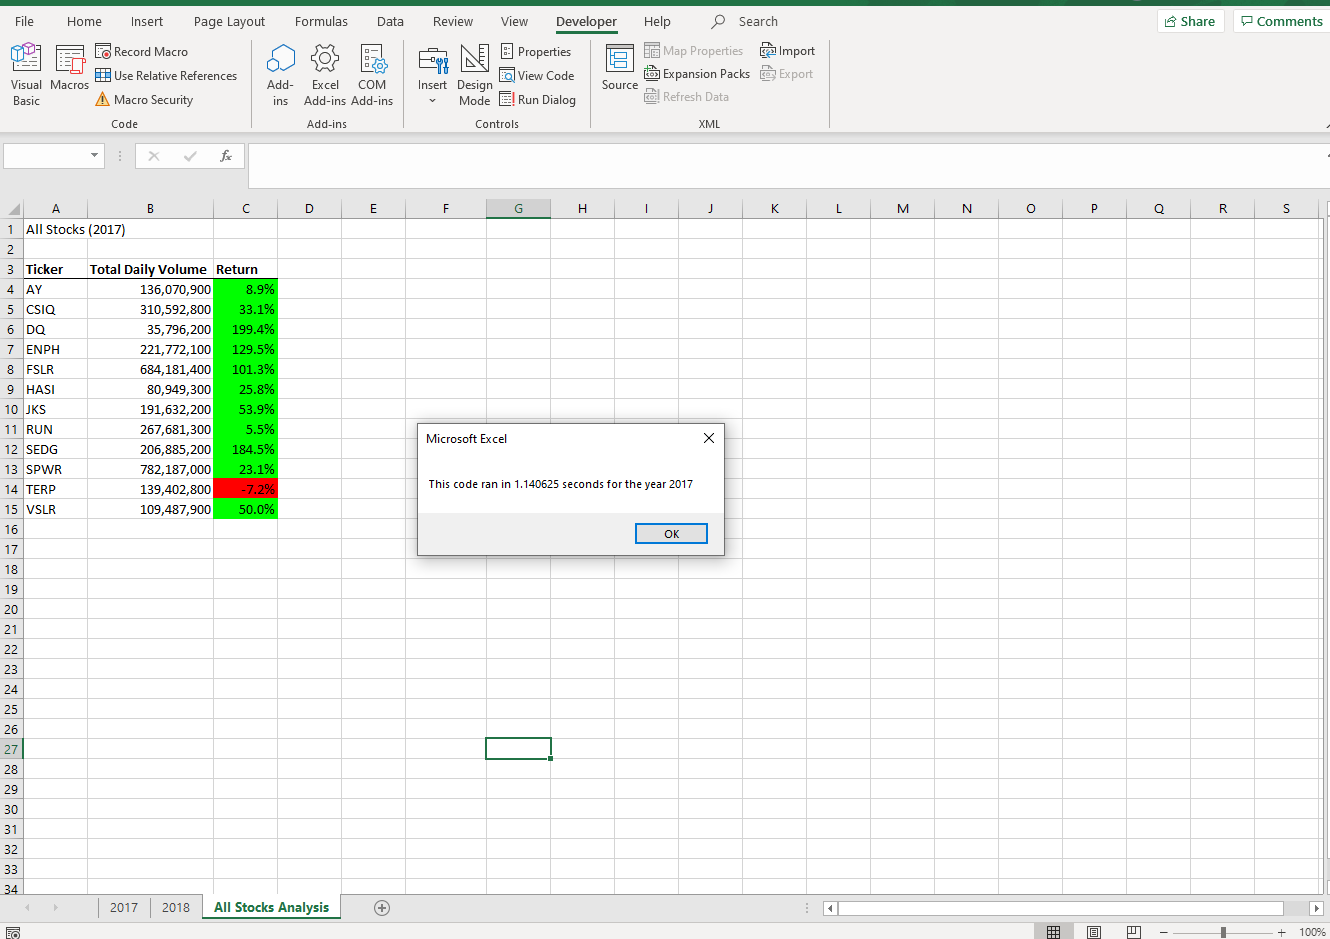 File Home Insert Page Layout Formulas Data Review View Developer Help Search Share Comments
Visual Basic
Macros
Record Macro
Use Relative References
Macro Security
Code
Add-ins
Excel Add-ins
COM Add-ins
Add-ins
Insert
Design Mode
Properties
View Code
Run Dialog
Controls
Source
Map Properties
Expansion Packs
Refresh Data
Import
Export
XML
fx
A B C D E F G H I J K L M N O P Q R S
1 All Stocks (2017)
2
3 Ticker Total Daily Volume Return
4 AY 136,070,900 8.9%
5 CSIQ 310,592,800 33.1%
6 DQ 35,796,200 199.4%
7 ENPH 221,772,100 129.5%
8 FSLR 684,181,400 101.3%
9 HASI 80,949,300 25.8%
10 JKS 191,632,200 53.9%
11 RUN 267,681,300 5.5%
12 SEDG 206,885,200 184.5%
13 SPWR 782,187,000 23.1%
14 TERP 139,402,800 -7.2%
15 VSLR 109,487,900 50.0%
16
17
18
19
20
21
22
23
24
25
26
27
28
29
30
31
32
33
34
Microsoft Excel
This code ran in 1.140625 seconds for the year 2017
OK
2017 2018 All Stocks Analysis
100%